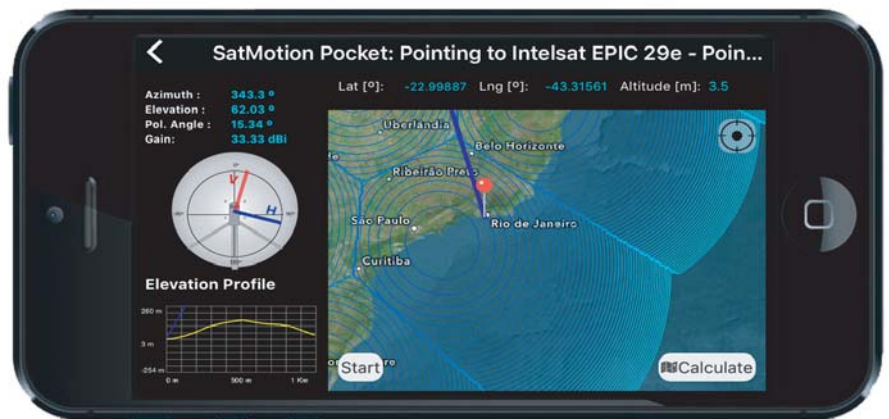 SatMotion Pocket: Pointing to Intelsat EPIC 29e - Poin...
Azimuth : 343.3 º
Elevation : 62.03 º
Pol. Angle : 15.34 º
Gain: 33.33 dBi
Lat [º]: -22.99887 Lng [º]: -43.31561 Altitude [m]: 3.5
V
H
Elevation Profile
260 m
3 m
-254 m
0 m 500 m 1 Km
Uberlândia
Belo Horizonte
Ribeirão Preto
São Paulo
Rio de Janeiro
Curitiba
Start
Calculate